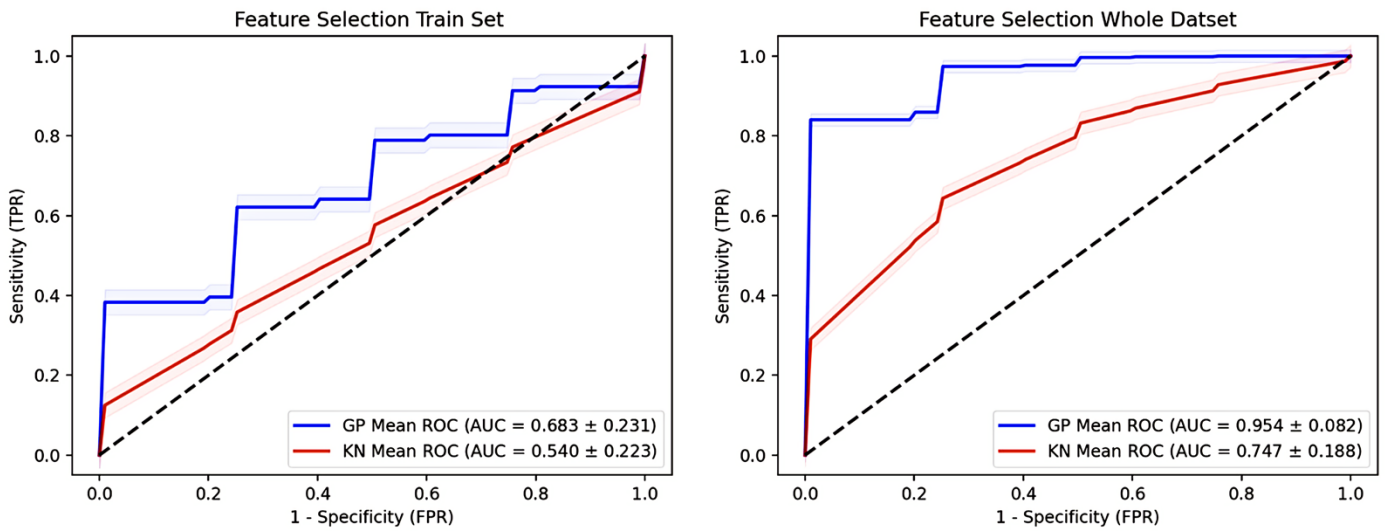 Feature Selection Train Set
Sensitivity (TPR)
1.0
0.8
0.6
0.4
0.2
0.0
GP Mean ROC (AUC = 0.683 ± 0.231)
KN Mean ROC (AUC = 0.540 ± 0.223)
0.0 0.2 0.4 0.6 0.8 1.0
1 - Specificity (FPR)
Feature Selection Whole Datset
Sensitivity (TPR)
1.0
0.8
0.6
0.4
0.2
0.0
GP Mean ROC (AUC = 0.954 ± 0.082)
KN Mean ROC (AUC = 0.747 ± 0.188)
0.0 0.2 0.4 0.6 0.8 1.0
1 - Specificity (FPR)